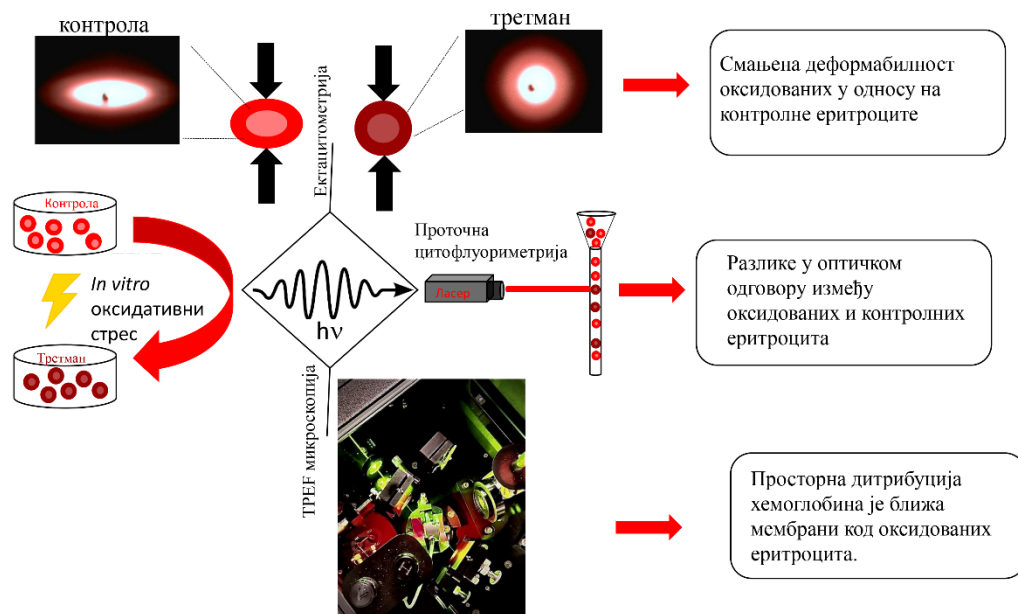 контрола
третман
Смањена деформабилност
оксидованих у односу на
контролне еритроците
Ектацитометрија
Контрола
In vitro
оксидативни
стрес
Третман
hν
Проточна
цитофлуориметрија
Ласер
Разлике у оптичком
одговору између
оксидованих и контролних
еритроцита
TPEF микроскопија
Просторна дитрибуција
хемоглобина је ближа
мембрани код оксидованих
еритроцита.